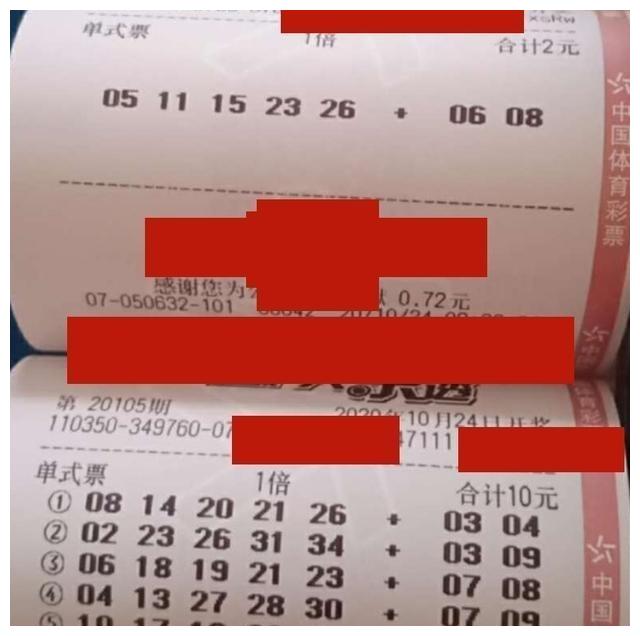 单式票 1倍 合计2元
05 11 15 23 26 + 06 08
感谢您为 0.72元
07-050632-101
第 20105期 2020年10月24日开奖
110350-349760-07 47111
单式票 1倍 合计10元
① 08 14 20 21 26 + 03 04
② 02 23 26 31 34 + 03 09
③ 06 18 19 21 23 + 07 08
④ 04 13 27 28 30 + 07 09
中国体育彩票
中国